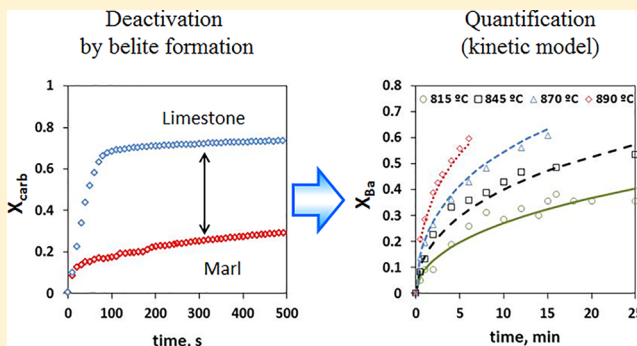 Deactivation
by belite formation
1
0.8
0.6
0.4
0.2
0
X carb
Limestone
Marl
0 100 200 300 400 500
time, s
Quantification
(kinetic model)
0.8
0.7
0.6
0.5
0.4
0.3
0.2
0.1
0
X Ba
815 ºC 845 ºC 870 ºC 890 ºC
0 5 10 15 20 25
time, min